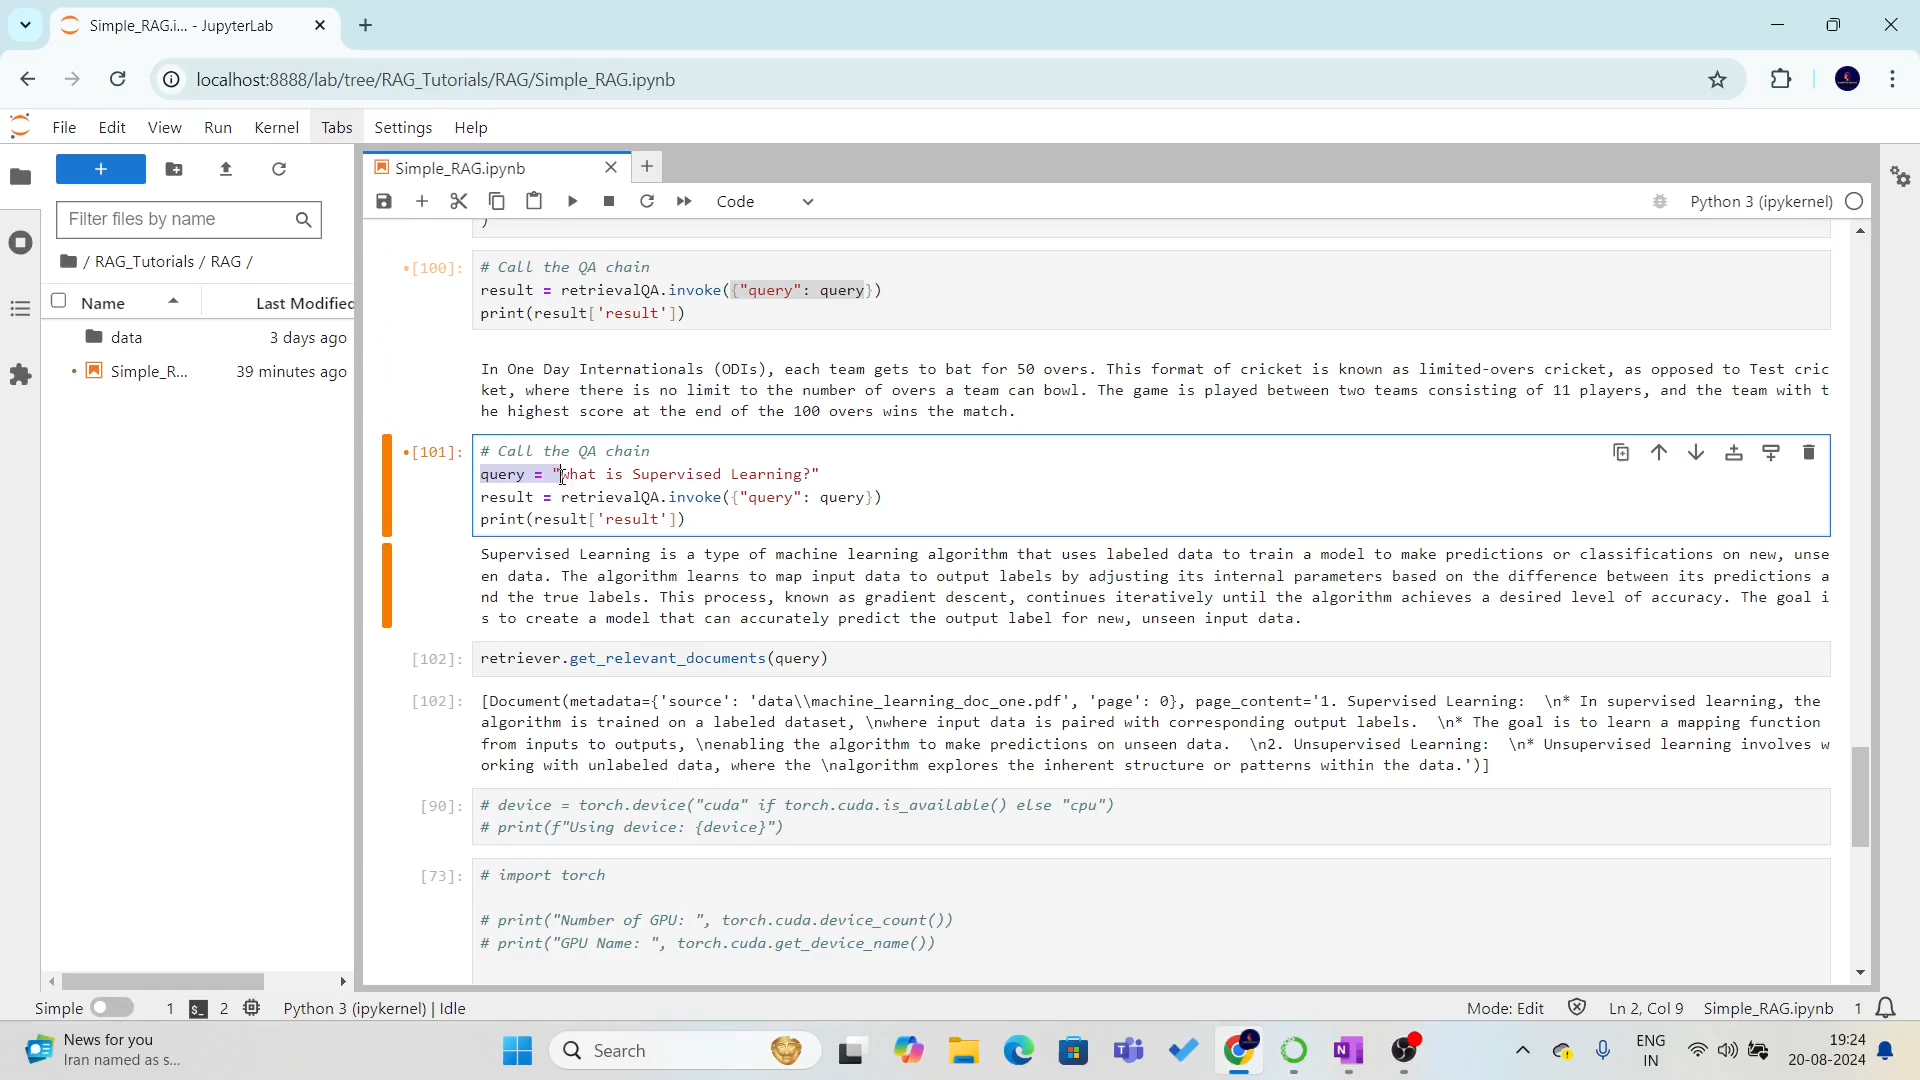 Simple_RAG.i... - JupyterLab
localhost:8888/lab/tree/RAG_Tutorials/RAG/Simple_RAG.ipynb
File Edit View Run Kernel Tabs Settings Help
+
Simple_RAG.ipynb
Code
Python 3 (ipykernel)
Filter files by name
/ RAG_Tutorials / RAG /
Name
Last Modified
data
3 days ago
Simple_R...
39 minutes ago
)
[100]:
# Call the QA chain
result = retrievalQA.invoke({"query": query})
print(result['result'])
In One Day Internationals (ODIs), each team gets to bat for 50 overs. This format of cricket is known as limited-overs cricket, as opposed to Test cric
ket, where there is no limit to the number of overs a team can bowl. The game is played between two teams consisting of 11 players, and the team with t
he highest score at the end of the 100 overs wins the match.
[101]:
# Call the QA chain
query = "What is Supervised Learning?"
result = retrievalQA.invoke({"query": query})
print(result['result'])
Supervised Learning is a type of machine learning algorithm that uses labeled data to train a model to make predictions or classifications on new, unse
en data. The algorithm learns to map input data to output labels by adjusting its internal parameters based on the difference between its predictions a
nd the true labels. This process, known as gradient descent, continues iteratively until the algorithm achieves a desired level of accuracy. The goal i
s to create a model that can accurately predict the output label for new, unseen input data.
[102]:
retriever.get_relevant_documents(query)
[102]:
[Document(metadata={'source': 'data\\machine_learning_doc_one.pdf', 'page': 0}, page_content='1. Supervised Learning:  \n* In supervised learning, the
algorithm is trained on a labeled dataset, \nwhere input data is paired with corresponding output labels.  \n* The goal is to learn a mapping function
from inputs to outputs, \nenabling the algorithm to make predictions on unseen data.  \n2. Unsupervised Learning:  \n* Unsupervised learning involves w
orking with unlabeled data, where the \nalgorithm explores the inherent structure or patterns within the data.')]
[90]:
# device = torch.device("cuda" if torch.cuda.is_available() else "cpu")
# print(f"Using device: {device}")
[73]:
# import torch
# print("Number of GPU: ", torch.cuda.device_count())
# print("GPU Name: ", torch.cuda.get_device_name())
Simple
1
2
Python 3 (ipykernel) | Idle
Mode: Edit
Ln 2, Col 9
Simple_RAG.ipynb
1
News for you
Iran named as s...
Search
ENG
IN
19:24
20-08-2024